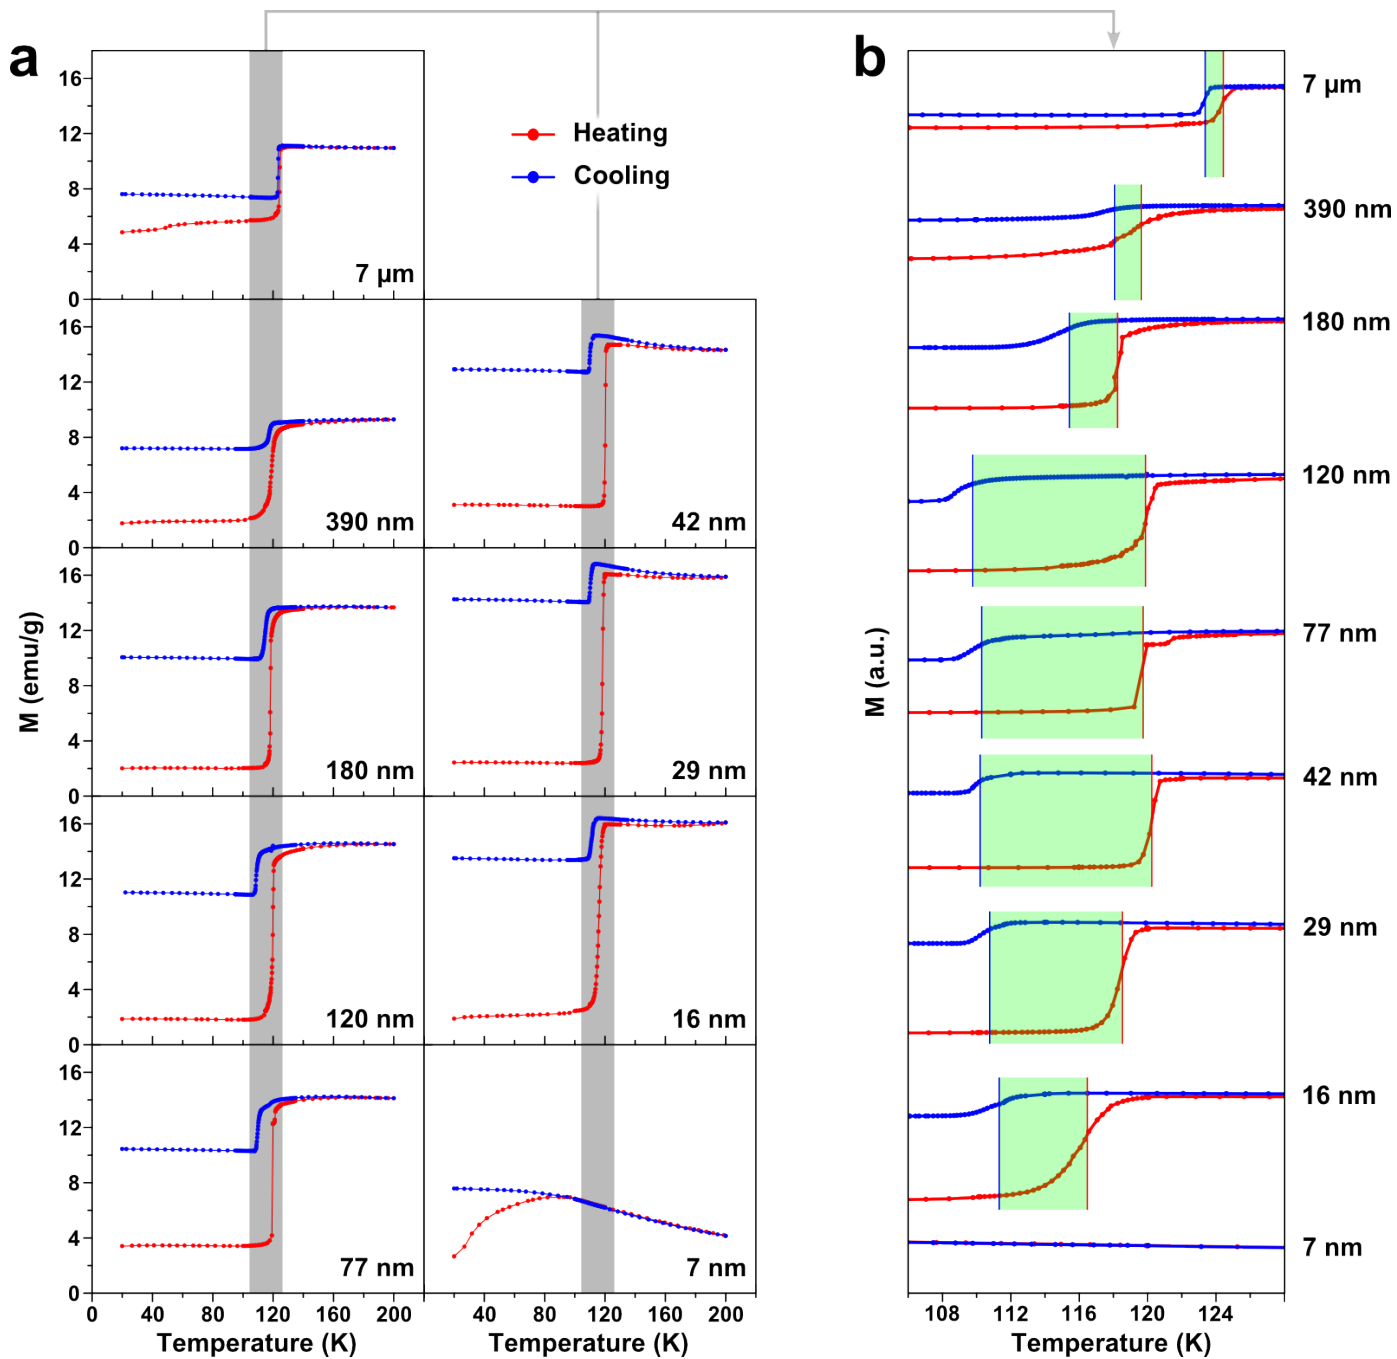 a
b
Heating
Cooling
M (emu/g)
16
12
8
4
0
7 µm
16
12
8
4
0
390 nm
16
12
8
4
0
180 nm
16
12
8
4
0
120 nm
16
12
8
4
0
77 nm
42 nm
29 nm
16 nm
7 nm
0 40 80 120 160 200
40 80 120 160 200
Temperature (K) Temperature (K)
M (a.u.)
7 µm
390 nm
180 nm
120 nm
77 nm
42 nm
29 nm
16 nm
7 nm
108 112 116 120 124
Temperature (K)